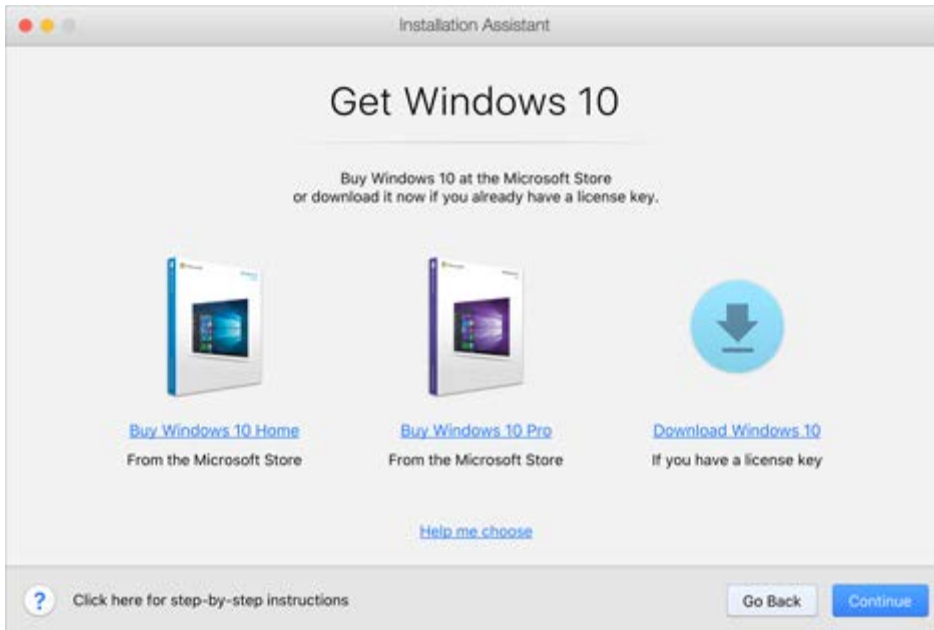 Installation Assistant
Get Windows 10
Buy Windows 10 at the Microsoft Store
or download it now if you already have a license key.
Buy Windows 10 Home
From the Microsoft Store
Buy Windows 10 Pro
From the Microsoft Store
Download Windows 10
If you have a license key
Help me choose
?
Click here for step-by-step instructions
Go Back
Continue